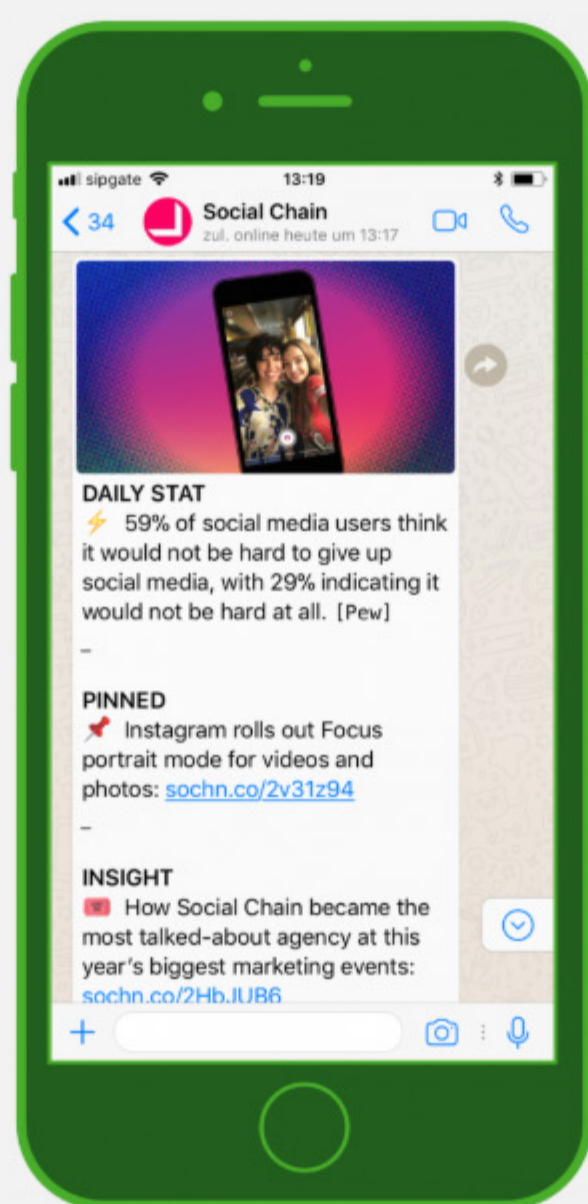 sipgate 13:19
34 Social Chain
zul. online heute um 13:17
DAILY STAT
⚡ 59% of social media users think
it would not be hard to give up
social media, with 29% indicating it
would not be hard at all. [Pew]
–
PINNED
📌 Instagram rolls out Focus
portrait mode for videos and
photos: sochn.co/2v31z94
–
INSIGHT
🎟 How Social Chain became the
most talked-about agency at this
year's biggest marketing events:
sochn.co/2HbJUB6